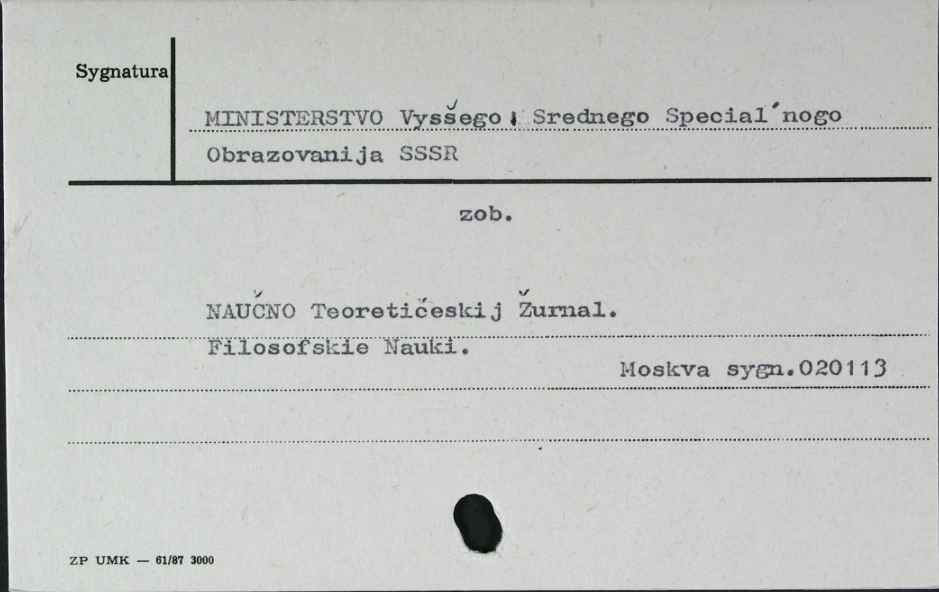 Sygnatura
MINISTERSTVO Vysšego i Srednego Special'nogo
Obrazovanija SSSR
zob.
NAUČNO Teoretičeskij Žurnal.
Filosofskie Nauki.
Moskva sygn.020113
ZP UMK — 61/87 3000